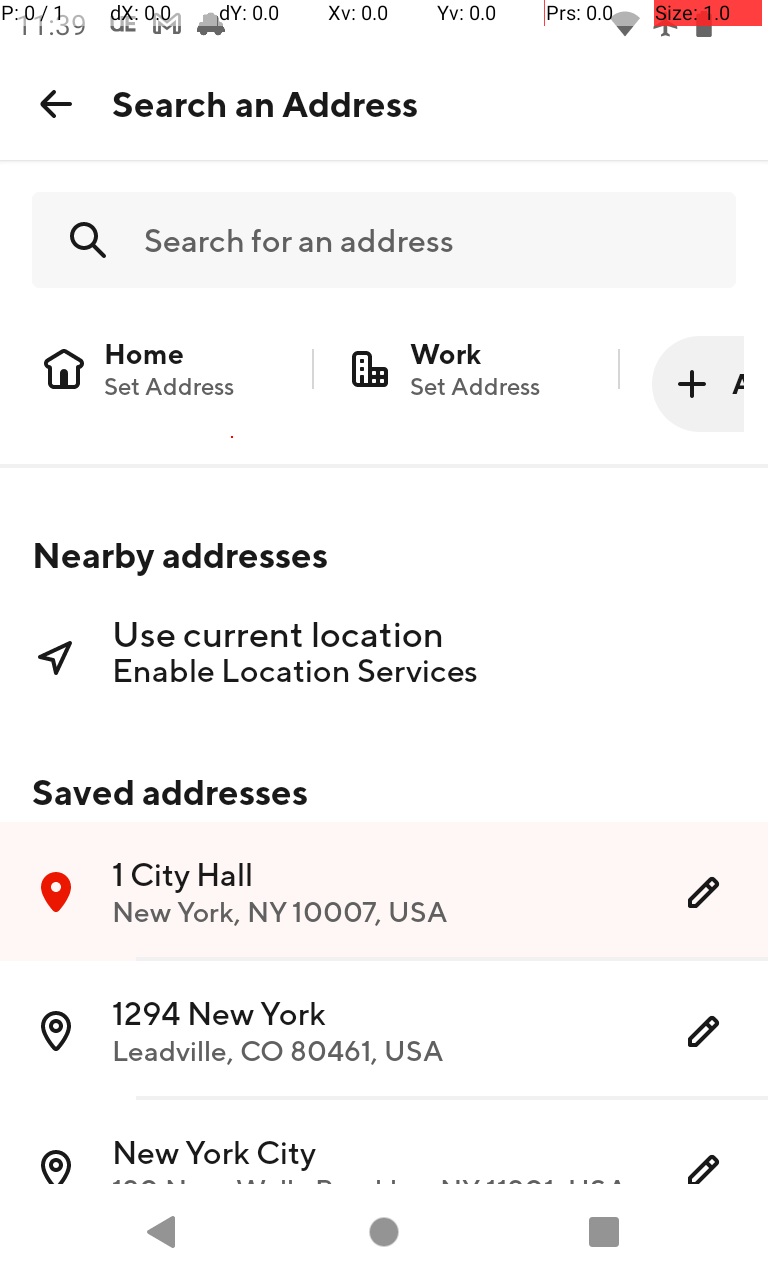 P: 0 / 1 dX: 0.0 dY: 0.0 Xv: 0.0 Yv: 0.0 Prs: 0.0 Size: 1.0
11:39 UE
Search an Address
Search for an address
Home
Set Address
Work
Set Address
A
Nearby addresses
Use current location
Enable Location Services
Saved addresses
1 City Hall
New York, NY 10007, USA
1294 New York
Leadville, CO 80461, USA
New York City